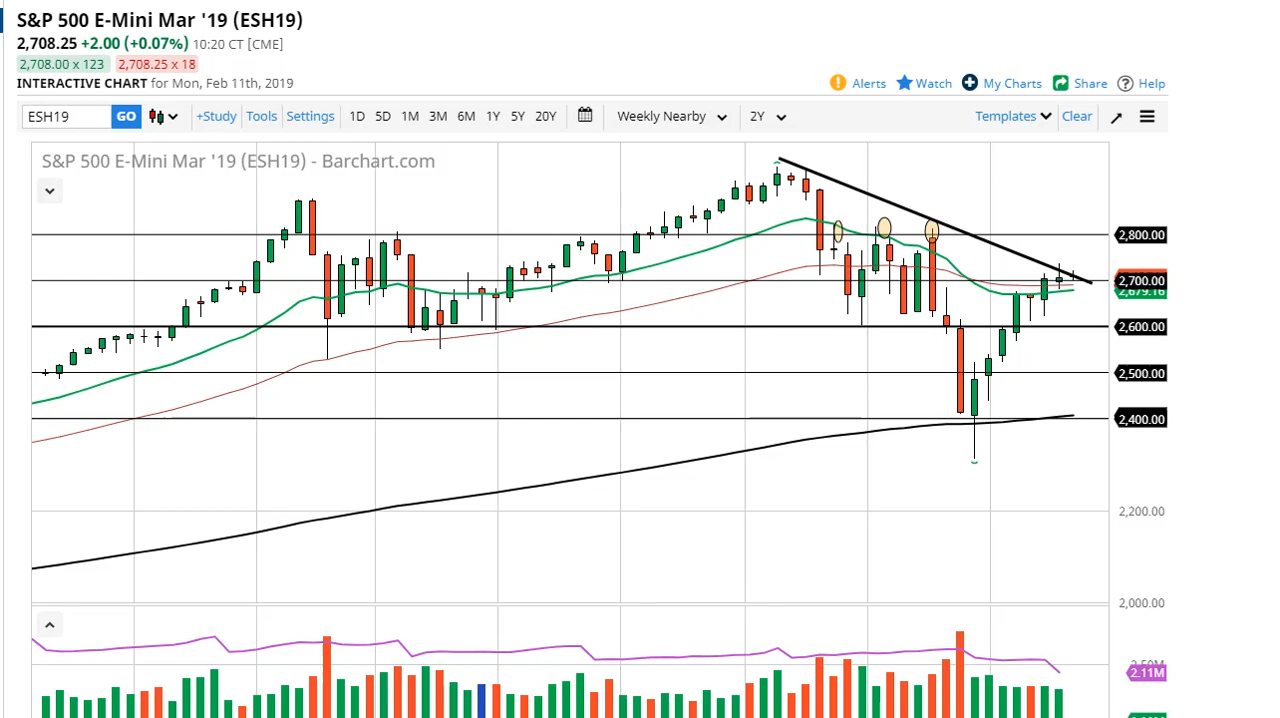 S&P 500 E-Mini Mar '19 (ESH19)
2,708.25 +2.00 (+0.07%) 10:20 CT [CME]
2,708.00 x 123 2,708.25 x 18
INTERACTIVE CHART for Mon, Feb 11th, 2019
Alerts Watch My Charts Share Help
ESH19 GO +Study Tools Settings 1D 5D 1M 3M 6M 1Y 5Y 20Y Weekly Nearby 2Y Templates Clear
S&P 500 E-Mini Mar '19 (ESH19) - Barchart.com
2,800.00
2,700.00
2,679.18
2,600.00
2,500.00
2,400.00
2,200.00
2,000.00
2.11M